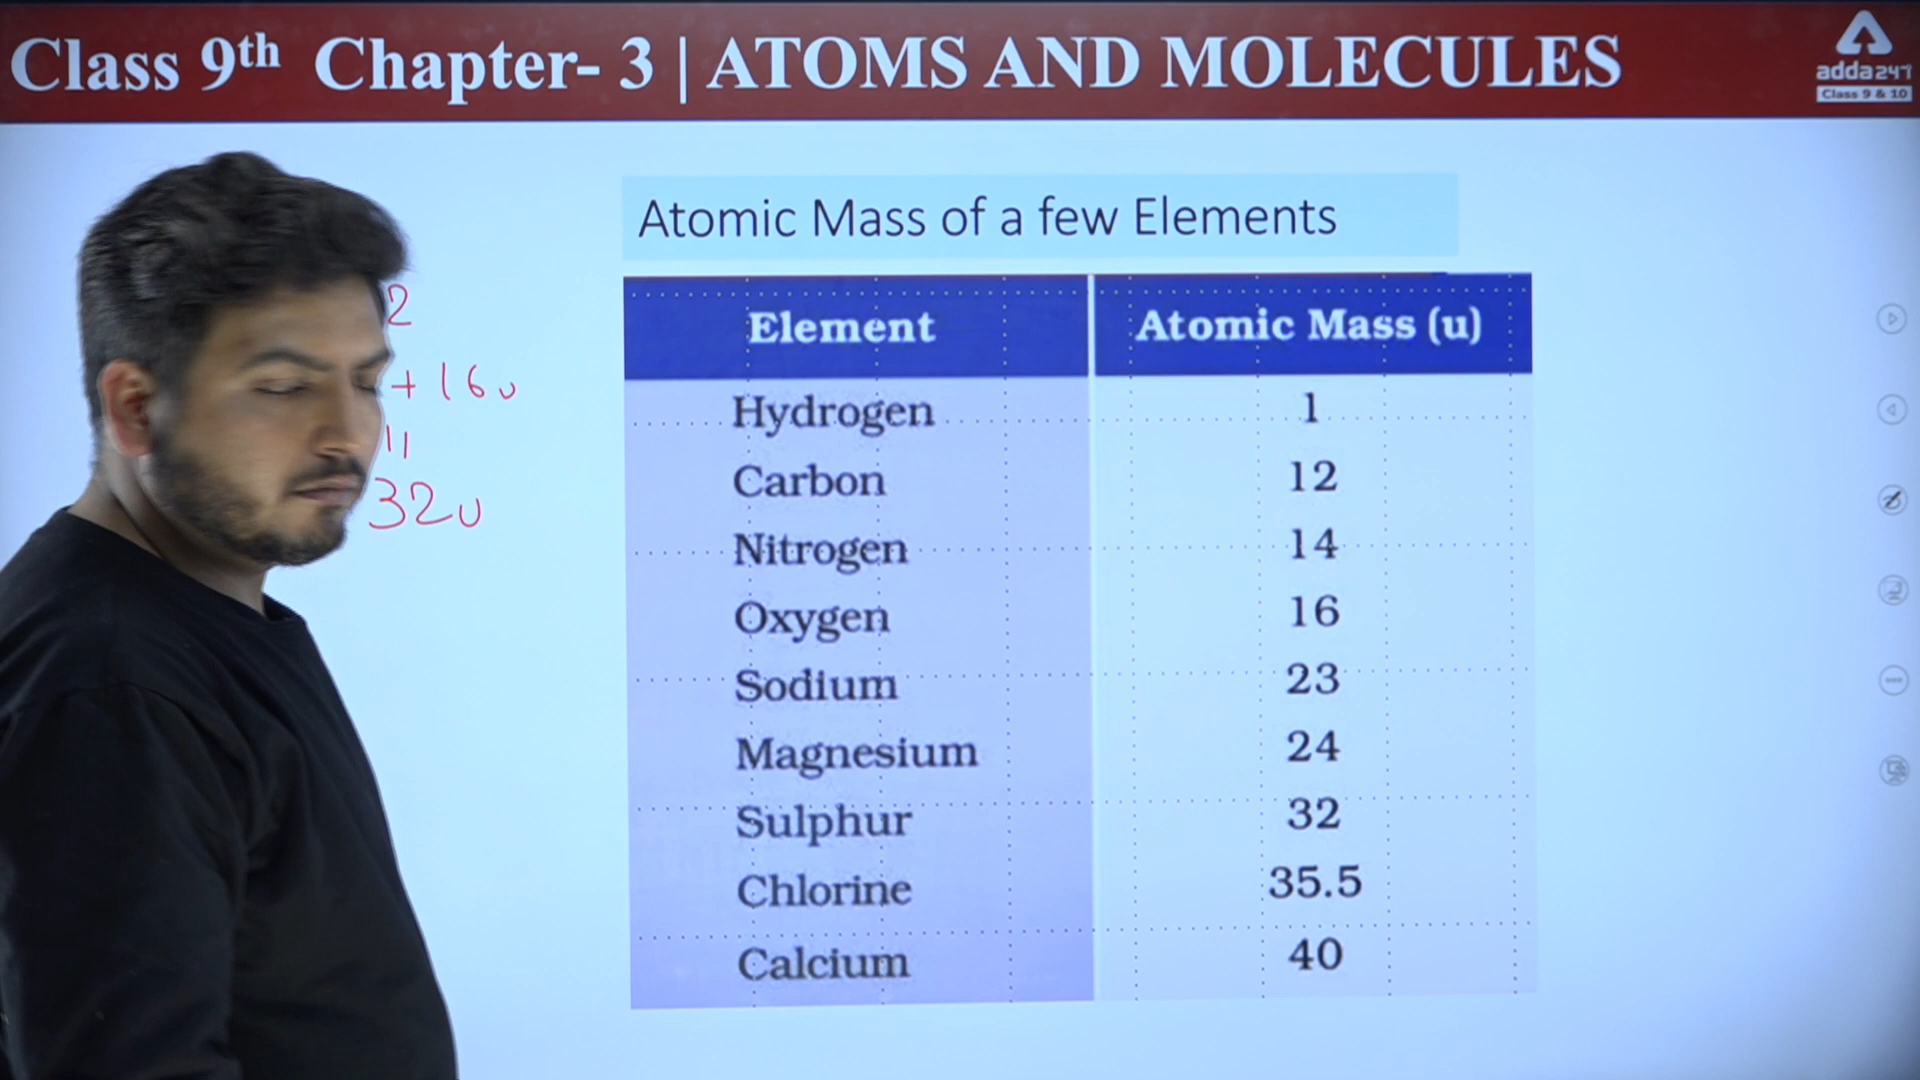 Class 9th Chapter- 3 | ATOMS AND MOLECULES
adda247
Class 9 & 10
Atomic Mass of a few Elements
Element Atomic Mass (u)
Hydrogen 1
Carbon 12
Nitrogen 14
Oxygen 16
Sodium 23
Magnesium 24
Sulphur 32
Chlorine 35.5
Calcium 40
2
+ 16u
32u